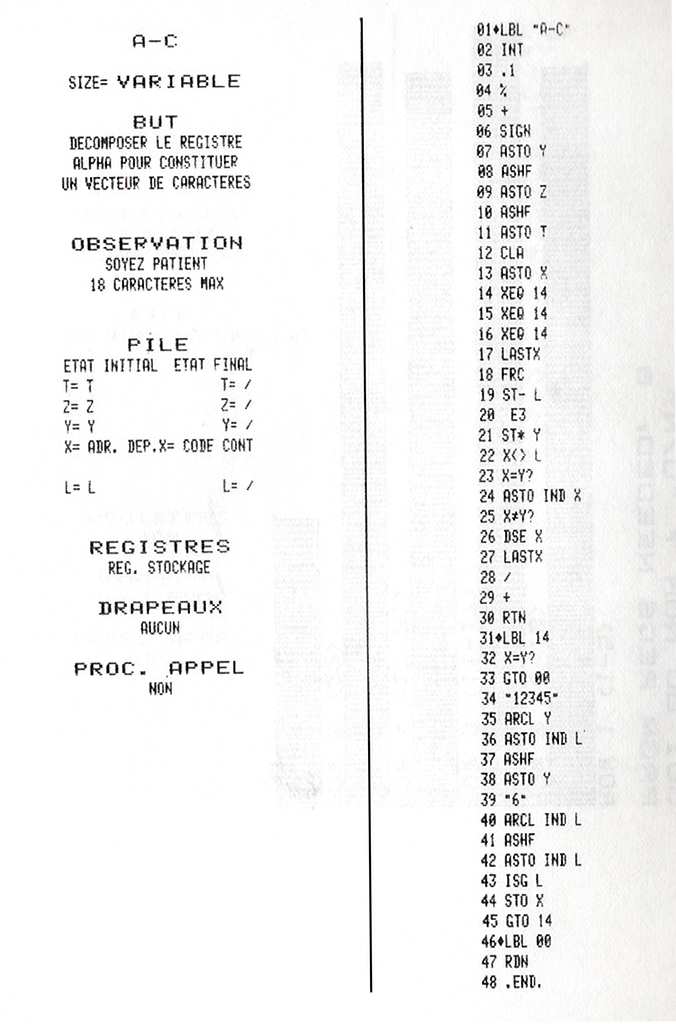 A-C
SIZE= VARIABLE
BUT
DECOMPOSER LE REGISTRE
ALPHA POUR CONSTITUER
UN VECTEUR DE CARACTERES
OBSERVATION
SOYEZ PATIENT
18 CARACTERES MAX
PILE
ETAT INITIAL ETAT FINAL
T= T T= /
Z= Z Z= /
Y= Y Y= /
X= ADR. DEP.X= CODE CONT
L= L L= /
REGISTRES
REG. STOCKAGE
DRAPEAUX
AUCUN
PROC. APPEL
NON
01♦LBL "A-C"
02 INT
03 .1
04 %
05 +
06 SIGN
07 ASTO Y
08 ASHF
09 ASTO Z
10 ASHF
11 ASTO T
12 CLA
13 ASTO X
14 XEQ 14
15 XEQ 14
16 XEQ 14
17 LASTX
18 FRC
19 ST- L
20 E3
21 ST* Y
22 X<> L
23 X=Y?
24 ASTO IND X
25 X≠Y?
26 DSE X
27 LASTX
28 /
29 +
30 RTN
31♦LBL 14
32 X=Y?
33 GTO 00
34 "12345"
35 ARCL Y
36 ASTO IND L
37 ASHF
38 ASTO Y
39 "6"
40 ARCL IND L
41 ASHF
42 ASTO IND L
43 ISG L
44 STO X
45 GTO 14
46♦LBL 00
47 RDN
48 .END.